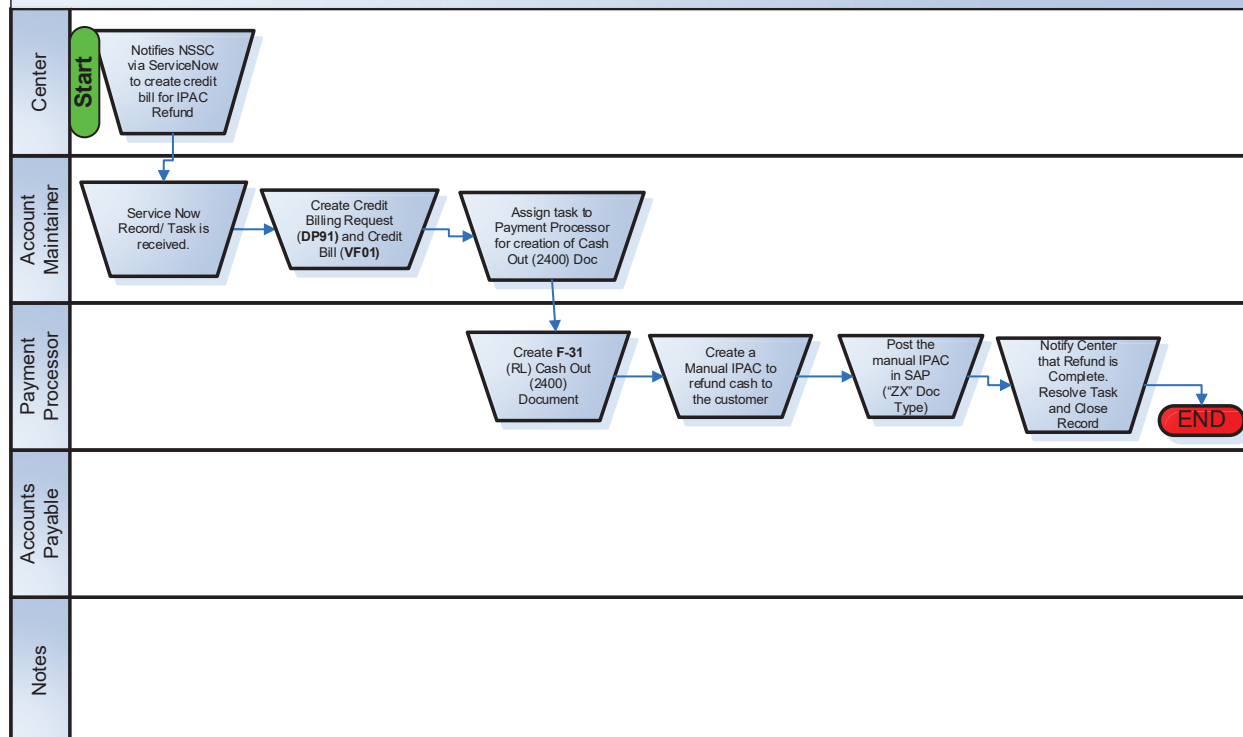 Center
Start
Notifies NSSC
via ServiceNow
to create credit
bill for IPAC
Refund
Account
Maintainer
Service Now
Record/ Task is
received.
Create Credit
Billing Request
(DP91) and Credit
Bill (VF01)
Assign task to
Payment Processor
for creation of Cash
Out (2400) Doc
Payment
Processor
Create F-31
(RL) Cash Out
(2400)
Document
Create a
Manual IPAC to
refund cash to
the customer
Post the
manual IPAC
in SAP
("ZX" Doc
Type)
Notify Center
that Refund is
Complete.
Resolve Task
and Close
Record
END
Accounts
Payable
Notes